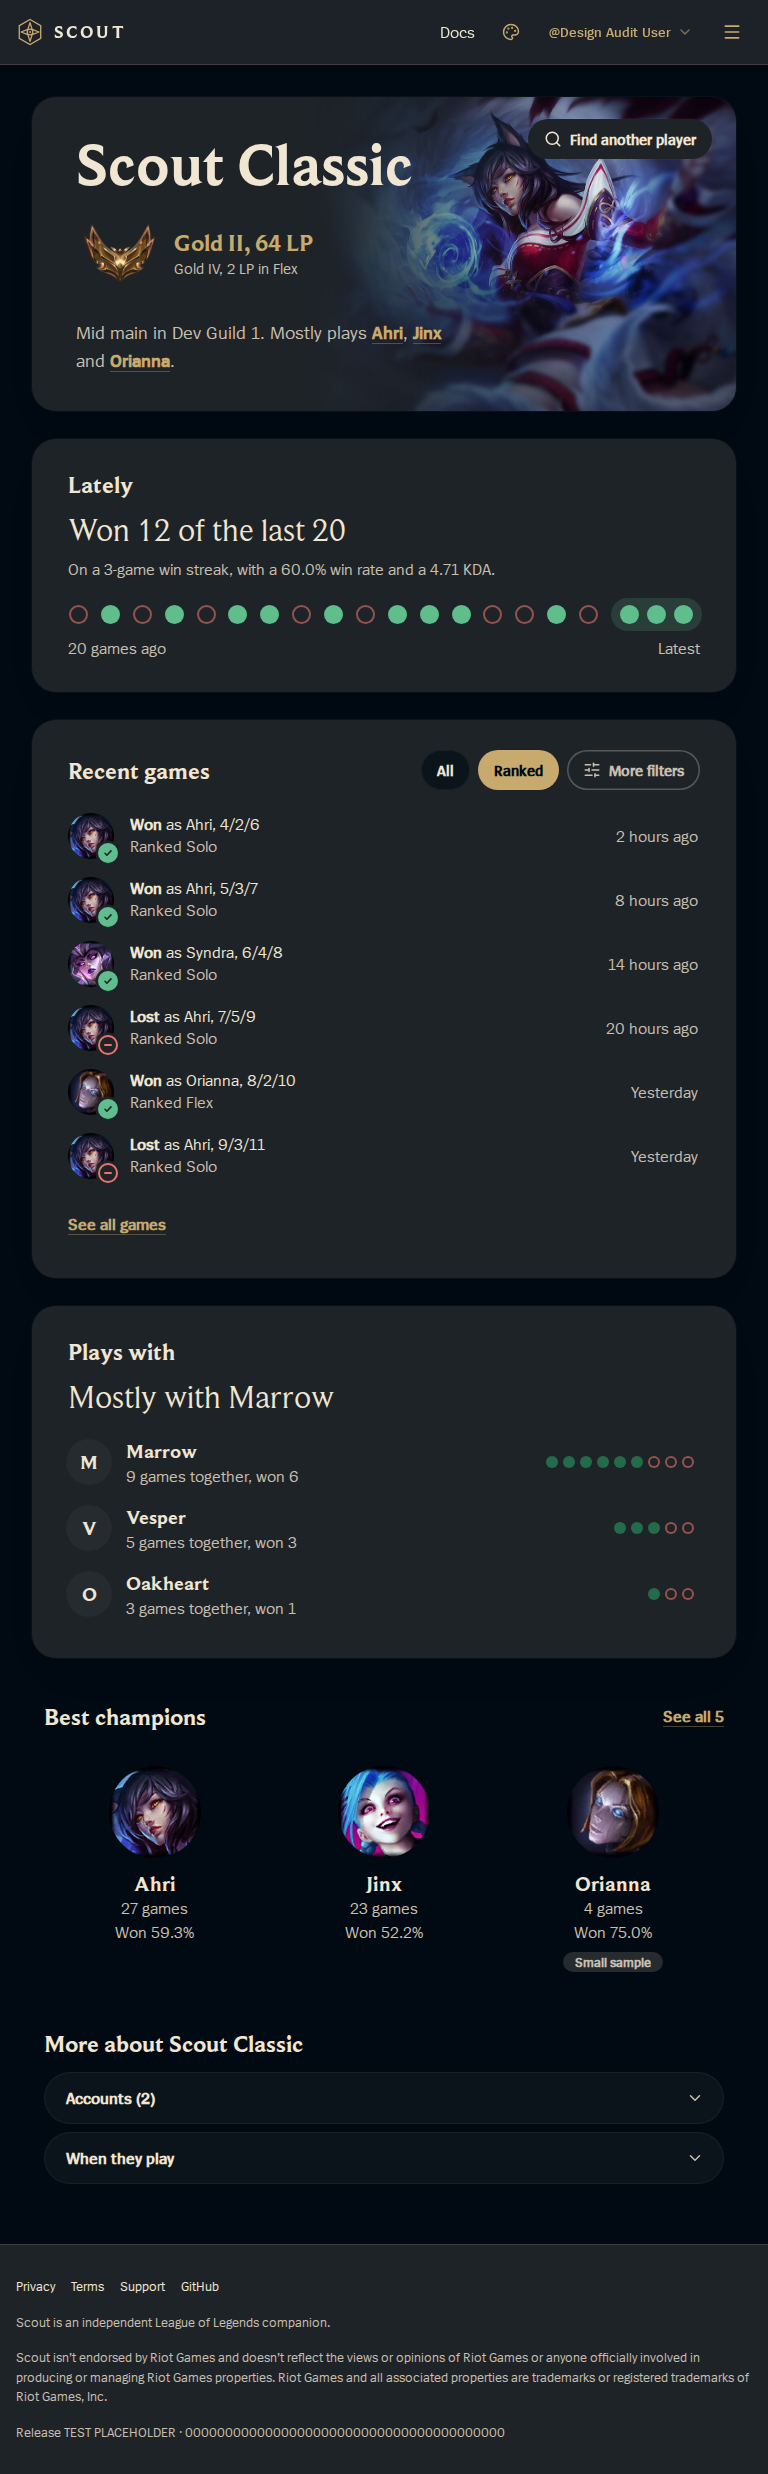 SCOUT
Docs
@Design Audit User
Find another player
Scout Classic
Gold II, 64 LP
Gold IV, 2 LP in Flex
Mid main in Dev Guild 1. Mostly plays Ahri, Jinx
and Orianna.
Lately
Won 12 of the last 20
On a 3-game win streak, with a 60.0% win rate and a 4.71 KDA.
20 games ago
Latest
Recent games
All
Ranked
More filters
Won as Ahri, 4/2/6
Ranked Solo
2 hours ago
Won as Ahri, 5/3/7
Ranked Solo
8 hours ago
Won as Syndra, 6/4/8
Ranked Solo
14 hours ago
Lost as Ahri, 7/5/9
Ranked Solo
20 hours ago
Won as Orianna, 8/2/10
Ranked Flex
Yesterday
Lost as Ahri, 9/3/11
Ranked Solo
Yesterday
See all games
Plays with
Mostly with Marrow
M
Marrow
9 games together, won 6
V
Vesper
5 games together, won 3
O
Oakheart
3 games together, won 1
Best champions
See all 5
Ahri
27 games
Won 59.3%
Jinx
23 games
Won 52.2%
Orianna
4 games
Won 75.0%
Small sample
More about Scout Classic
Accounts (2)
When they play
Privacy
Terms
Support
GitHub
Scout is an independent League of Legends companion.
Scout isn't endorsed by Riot Games and doesn't reflect the views or opinions of Riot Games or anyone officially involved in
producing or managing Riot Games properties. Riot Games and all associated properties are trademarks or registered trademarks of
Riot Games, Inc.
Release TEST PLACEHOLDER · 0000000000000000000000000000000000000000